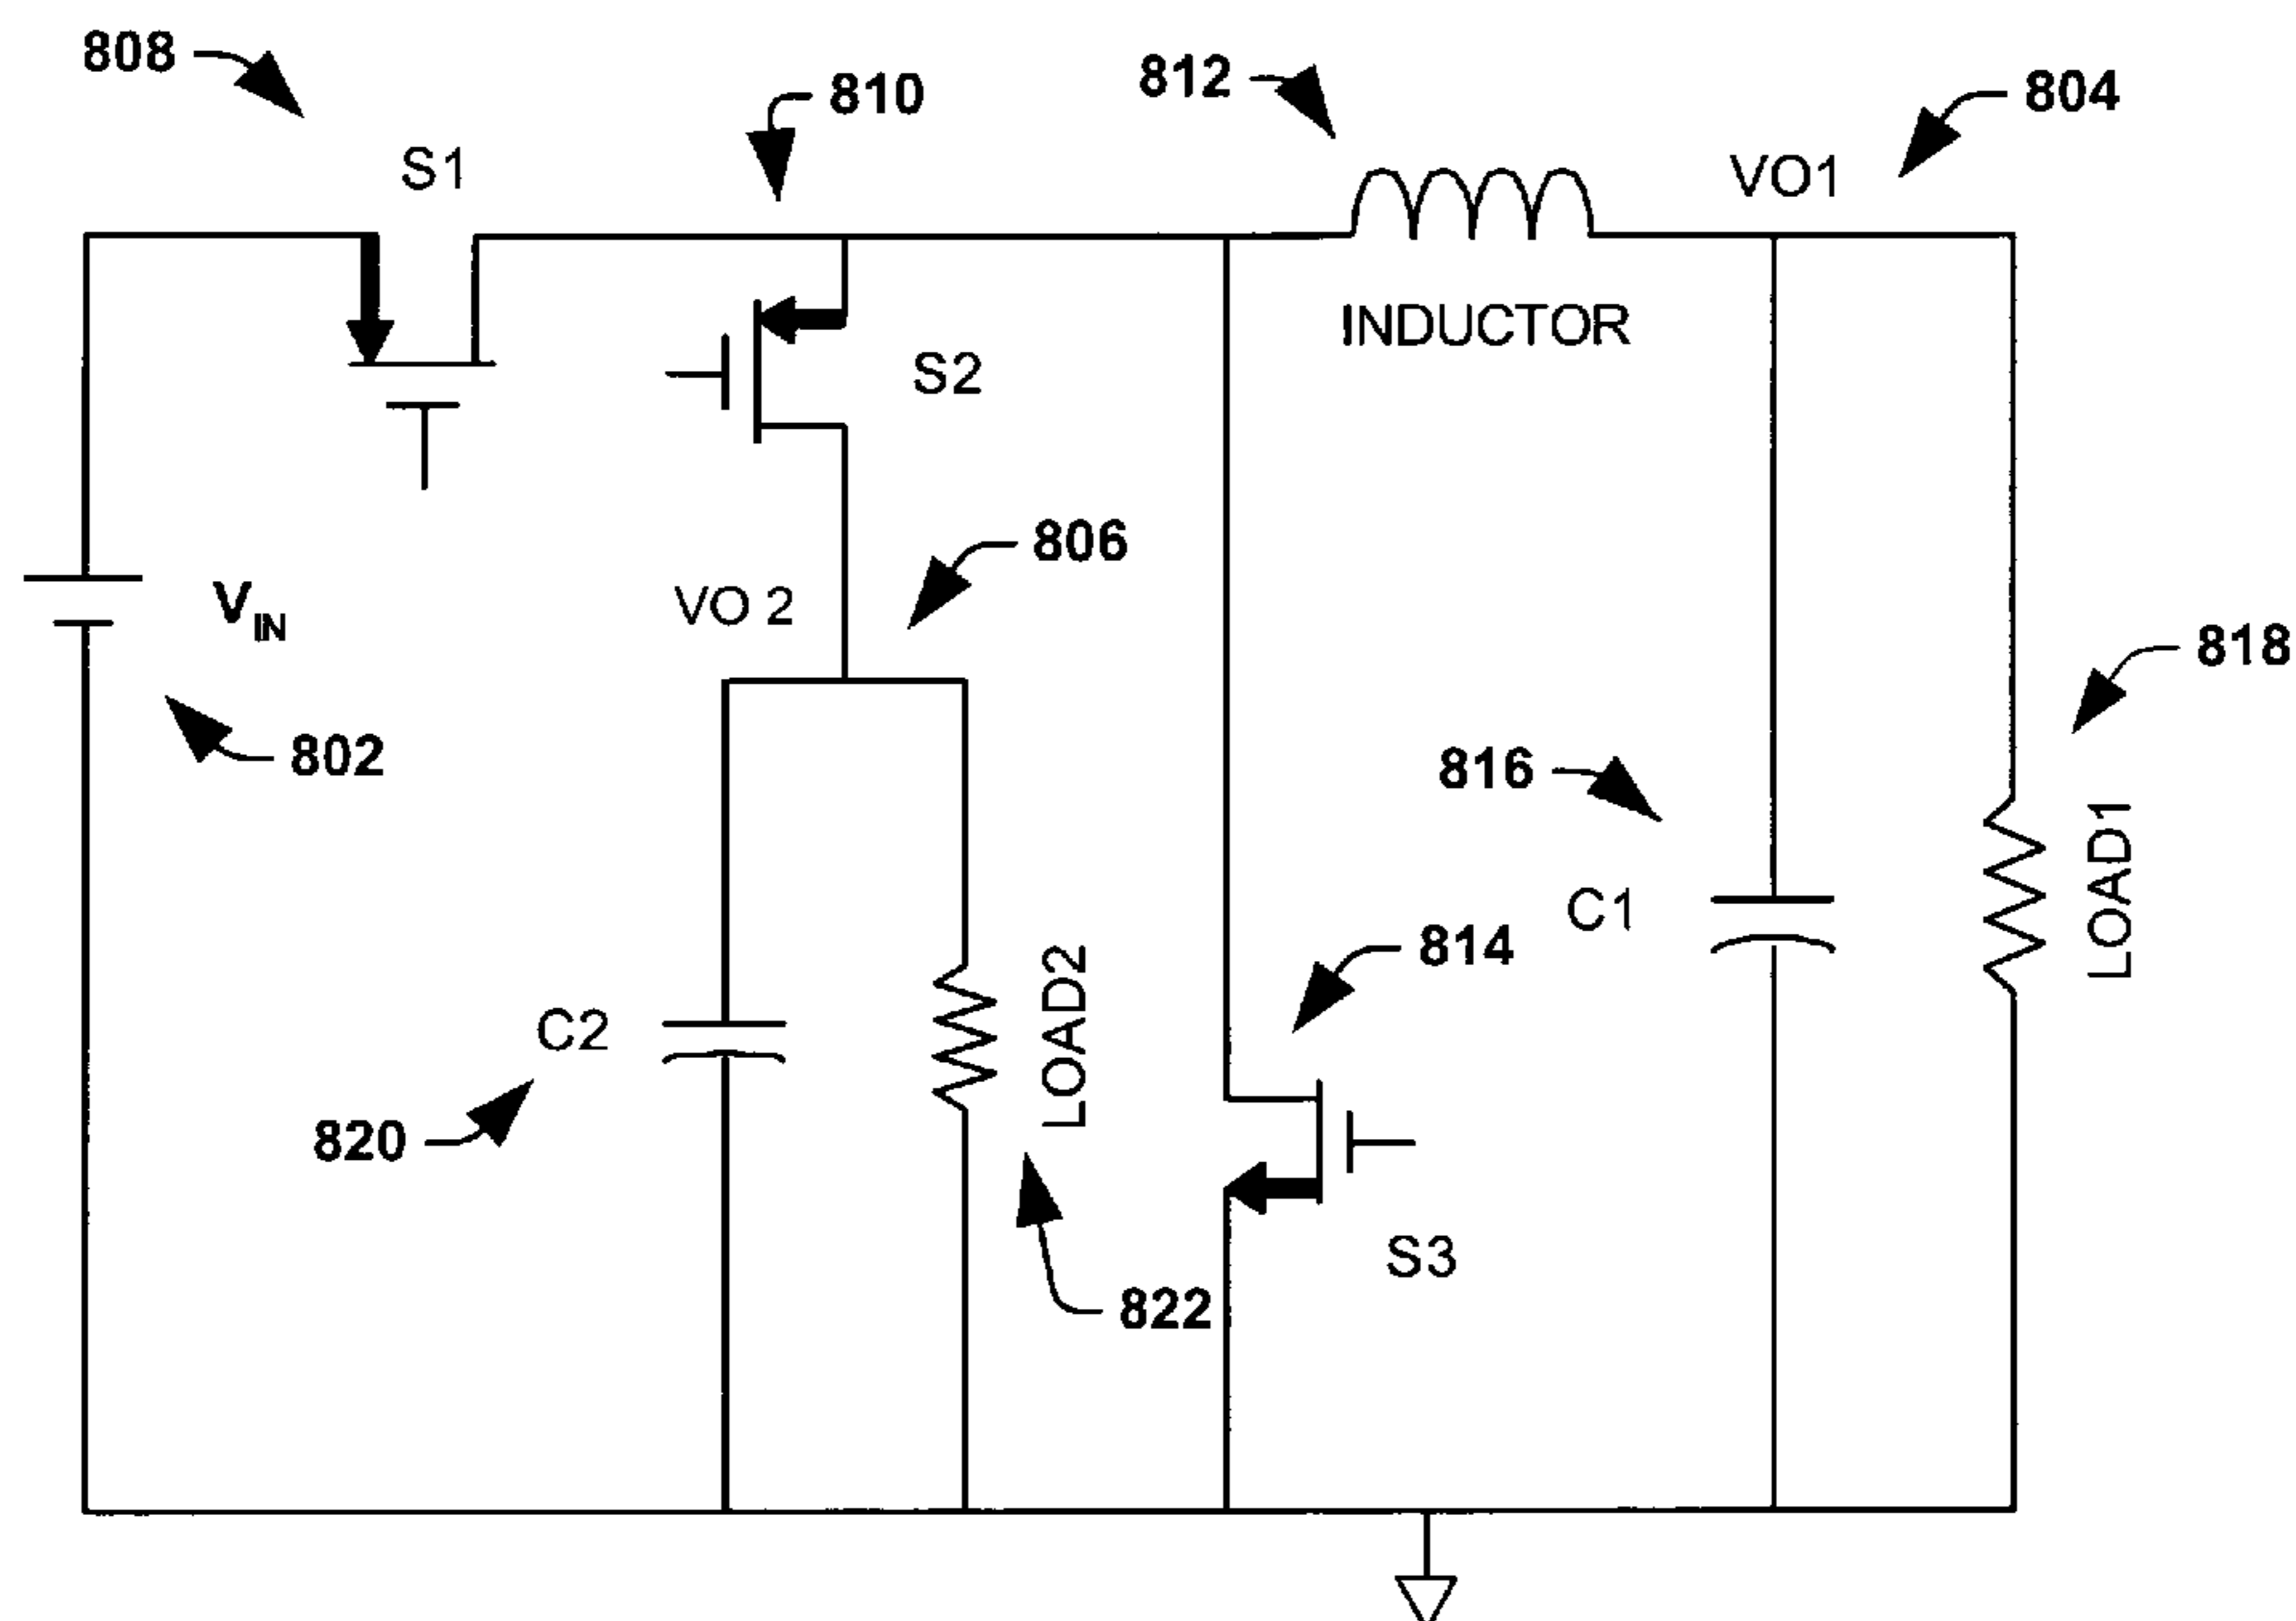 808
810
812
804
S1
VO1
INDUCTOR
S2
806
VO 2
VIN
818
802
816
LOAD1
C1
814
LOAD2
C2
820
S3
822